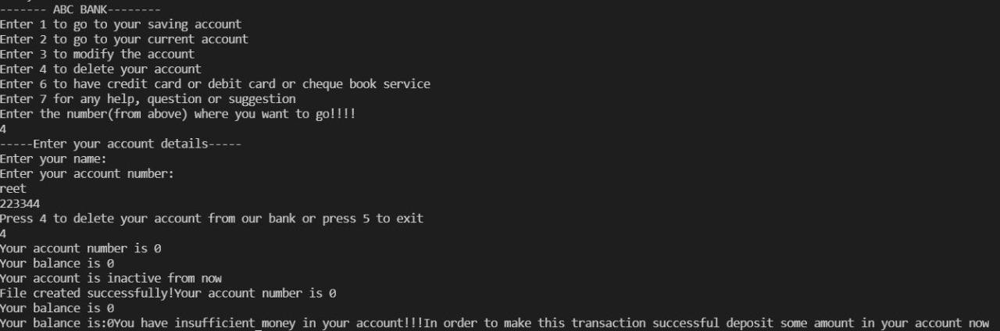 ------- ABC BANK--------
Enter 1 to go to your saving account
Enter 2 to go to your current account
Enter 3 to modify the account
Enter 4 to delete your account
Enter 6 to have credit card or debit card or cheque book service
Enter 7 for any help, question or suggestion
Enter the number(from above) where you want to go!!!!
4
-----Enter your account details-----
Enter your name:
Enter your account number:
reet
223344
Press 4 to delete your account from our bank or press 5 to exit
4
Your account number is 0
Your balance is 0
Your account is inactive from now
File created successfully!Your account number is 0
Your balance is 0
Your balance is:0You have insufficient money in your account!!!In order to make this transaction successful deposit some amount in your account now